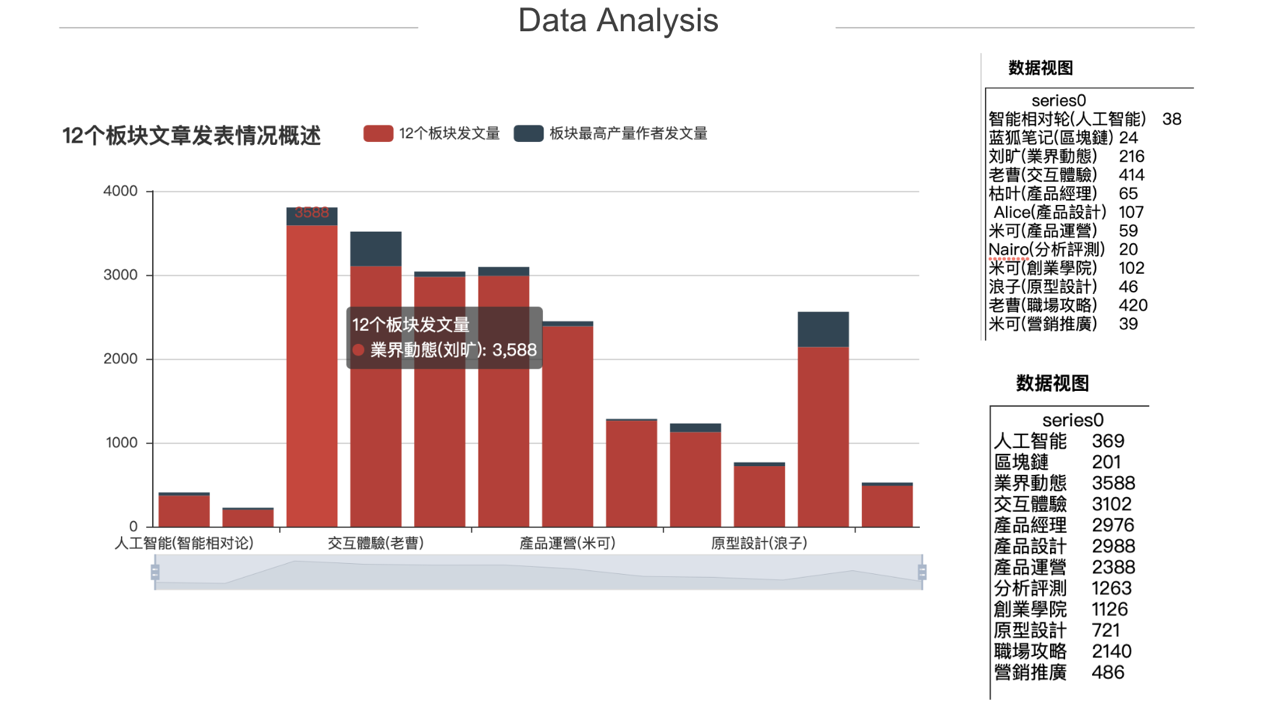 Data Analysis
12个板块文章发表情况概述
12个板块发文量
板块最高产量作者发文量
4000
3000
2000
1000
0
3588
12个板块发文量
業界動態(刘旷): 3,588
人工智能(智能相对论)
交互體驗(老曹)
產品運營(米可)
原型設計(浪子)
数据视图
series0
智能相对轮(人工智能) 38
蓝狐笔记(區塊鏈) 24
刘旷(業界動態) 216
老曹(交互體驗) 414
枯叶(產品經理) 65
Alice(產品設計) 107
米可(產品運營) 59
Nairo(分析評測) 20
米可(創業學院) 102
浪子(原型設計) 46
老曹(職場攻略) 420
米可(營銷推廣) 39
数据视图
series0
人工智能 369
區塊鏈 201
業界動態 3588
交互體驗 3102
產品經理 2976
產品設計 2988
產品運營 2388
分析評測 1263
創業學院 1126
原型設計 721
職場攻略 2140
營銷推廣 486